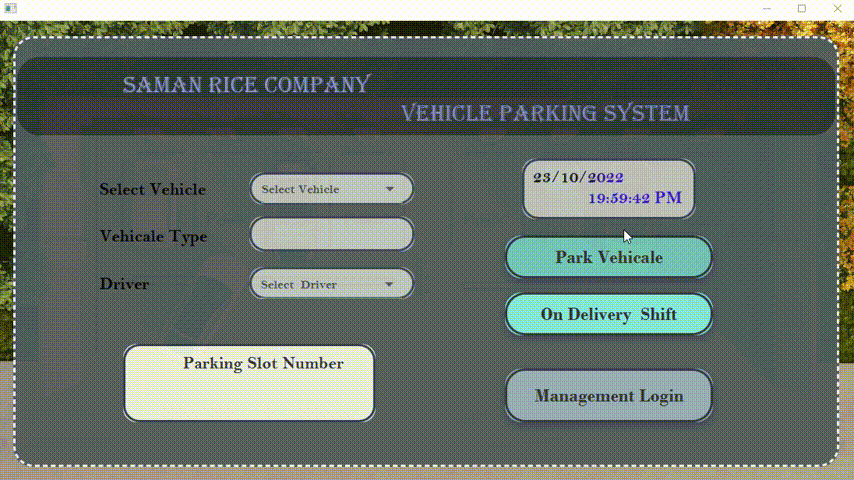 SAMAN RICE COMPANY
VEHICLE PARKING SYSTEM
Select Vehicle
Select Vehicle
Vehicale Type
Driver
Select Driver
Parking Slot Number
23/10/2022
19:59:42 PM
Park Vehicale
On Delivery Shift
Management Login